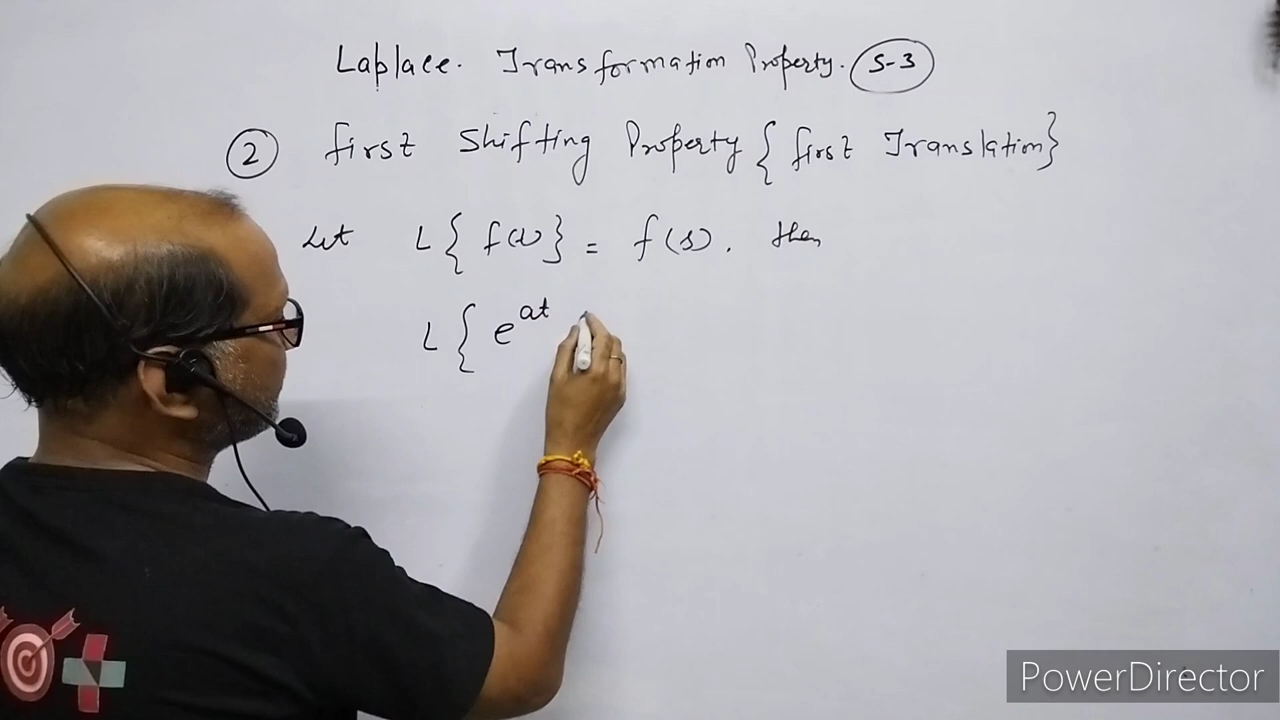 Laplace. Transformation Property. S-3
2 first Shifting Property { first Translation }
Let L { f(t) } = f(s). then
L { e^at
PowerDirector